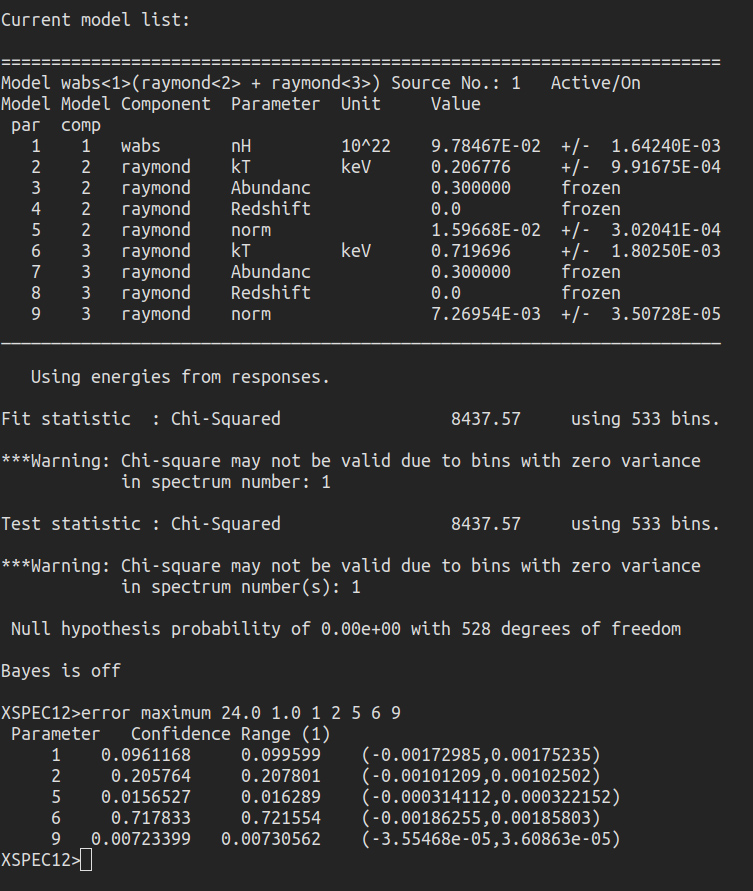 Current model list:
========================================================================
Model wabs<1>(raymond<2> + raymond<3>) Source No.: 1   Active/On
Model Model Component  Parameter  Unit     Value
 par  comp
   1    1   wabs       nH         10^22    9.78467E-02  +/-  1.64240E-03
   2    2   raymond    kT         keV      0.206776     +/-  9.91675E-04
   3    2   raymond    Abundanc            0.300000     frozen
   4    2   raymond    Redshift            0.0          frozen
   5    2   raymond    norm                1.59668E-02  +/-  3.02041E-04
   6    3   raymond    kT         keV      0.719696     +/-  1.80250E-03
   7    3   raymond    Abundanc            0.300000     frozen
   8    3   raymond    Redshift            0.0          frozen
   9    3   raymond    norm                7.26954E-03  +/-  3.50728E-05
________________________________________________________________________
   Using energies from responses.
Fit statistic  : Chi-Squared                 8437.57     using 533 bins.
***Warning: Chi-square may not be valid due to bins with zero variance
            in spectrum number: 1
Test statistic : Chi-Squared                 8437.57     using 533 bins.
***Warning: Chi-square may not be valid due to bins with zero variance
            in spectrum number(s): 1
 Null hypothesis probability of 0.00e+00 with 528 degrees of freedom
Bayes is off
XSPEC12>error maximum 24.0 1.0 1 2 5 6 9
 Parameter   Confidence Range (1)
     1    0.0961168     0.099599    (-0.00172985,0.00175235)
     2     0.205764     0.207801    (-0.00101209,0.00102502)
     5    0.0156527     0.016289    (-0.000314112,0.000322152)
     6     0.717833     0.721554    (-0.00186255,0.00185803)
     9   0.00723399   0.00730562    (-3.55468e-05,3.60863e-05)
XSPEC12>